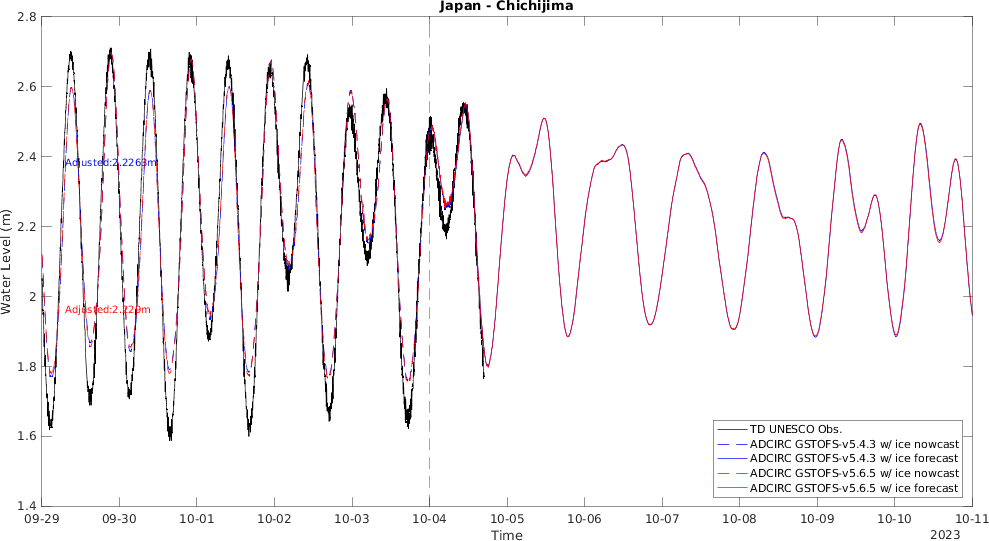 Japan - Chichijima
2.8
2.6
2.4
2.2
2
1.8
1.6
1.4
Water Level (m)
Adjusted:2.2263m
Adjusted:2.229m
TD UNESCO Obs.
ADCIRC GSTOFS-v5.4.3 w/ ice nowcast
ADCIRC GSTOFS-v5.4.3 w/ ice forecast
ADCIRC GSTOFS-v5.6.5 w/ ice nowcast
ADCIRC GSTOFS-v5.6.5 w/ ice forecast
09-29 09-30 10-01 10-02 10-03 10-04 10-05 10-06 10-07 10-08 10-09 10-10 10-11
Time
2023